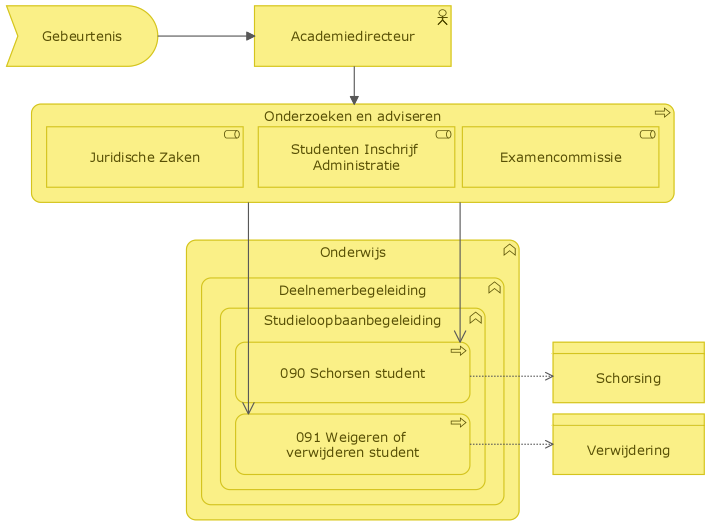 Gebeurtenis
Academiedirecteur
Onderzoeken en adviseren
Juridische Zaken
Studenten Inschrijf
Administratie
Examencommissie
Onderwijs
Deelnemerbegeleiding
Studieloopbaanbegeleiding
090 Schorsen student
Schorsing
091 Weigeren of
verwijderen student
Verwijdering